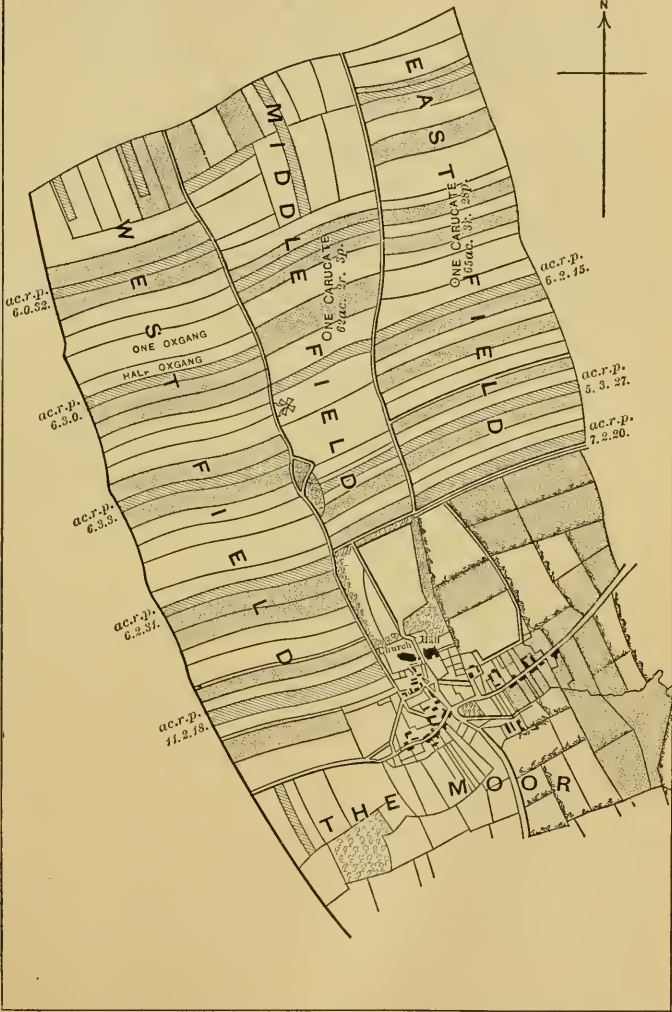 N
EAST FIELD
MIDDLE FIELD
WEST FIELD
ONE CARUCATE
65ac. 3r. 28p.
ONE CARUCATE
62ac. 2r. 3p.
ONE OXGANG
HALF OXGANG
ac.r.p.
6.0.32.
ac.r.p.
6.3.0.
ac.r.p.
6.3.3.
ac.r.p.
6.2.31.
ac.r.p.
11.2.18.
ac.r.p.
6.2.15.
ac.r.p.
5.3.27.
ac.r.p.
7.2.20.
Church
Hall
THE MOOR